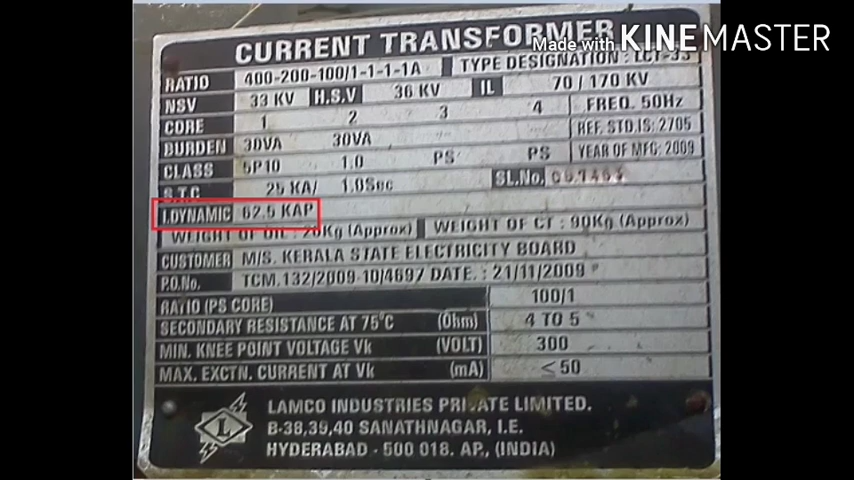 Made with KINEMASTER
CURRENT TRANSFORMER
RATIO 400-200-100/1-1-1-1A TYPE DESIGNATION : LCT-33
NSV 33 KV H.S.V 36 KV IL 70 / 170 KV
CORE 1 2 3 4 FREQ. 50Hz
BURDEN 30VA 30VA REF. STD.IS: 2705
CLASS 5P10 1.0 PS PS YEAR OF MFG: 2009
S.T.C 25 KA/ 1.0Sec SL.No.
I.DYNAMIC 62.5 KAP
WEIGHT OF OIL : 20Kg (Approx) WEIGHT OF CT : 90Kg (Approx)
CUSTOMER M/S. KERALA STATE ELECTRICITY BOARD
P.O.No. TCM.132/2009-10/4697 DATE. : 21/11/2009
RATIO (PS CORE) 100/1
SECONDARY RESISTANCE AT 75°C (Ohm) 4 TO 5
MIN. KNEE POINT VOLTAGE Vk (VOLT) 300
MAX. EXCTN. CURRENT AT Vk (mA) ≤ 50
L
LAMCO INDUSTRIES PRIVATE LIMITED.
B-38,39,40 SANATHNAGAR, I.E.
HYDERABAD - 500 018. AP., (INDIA)